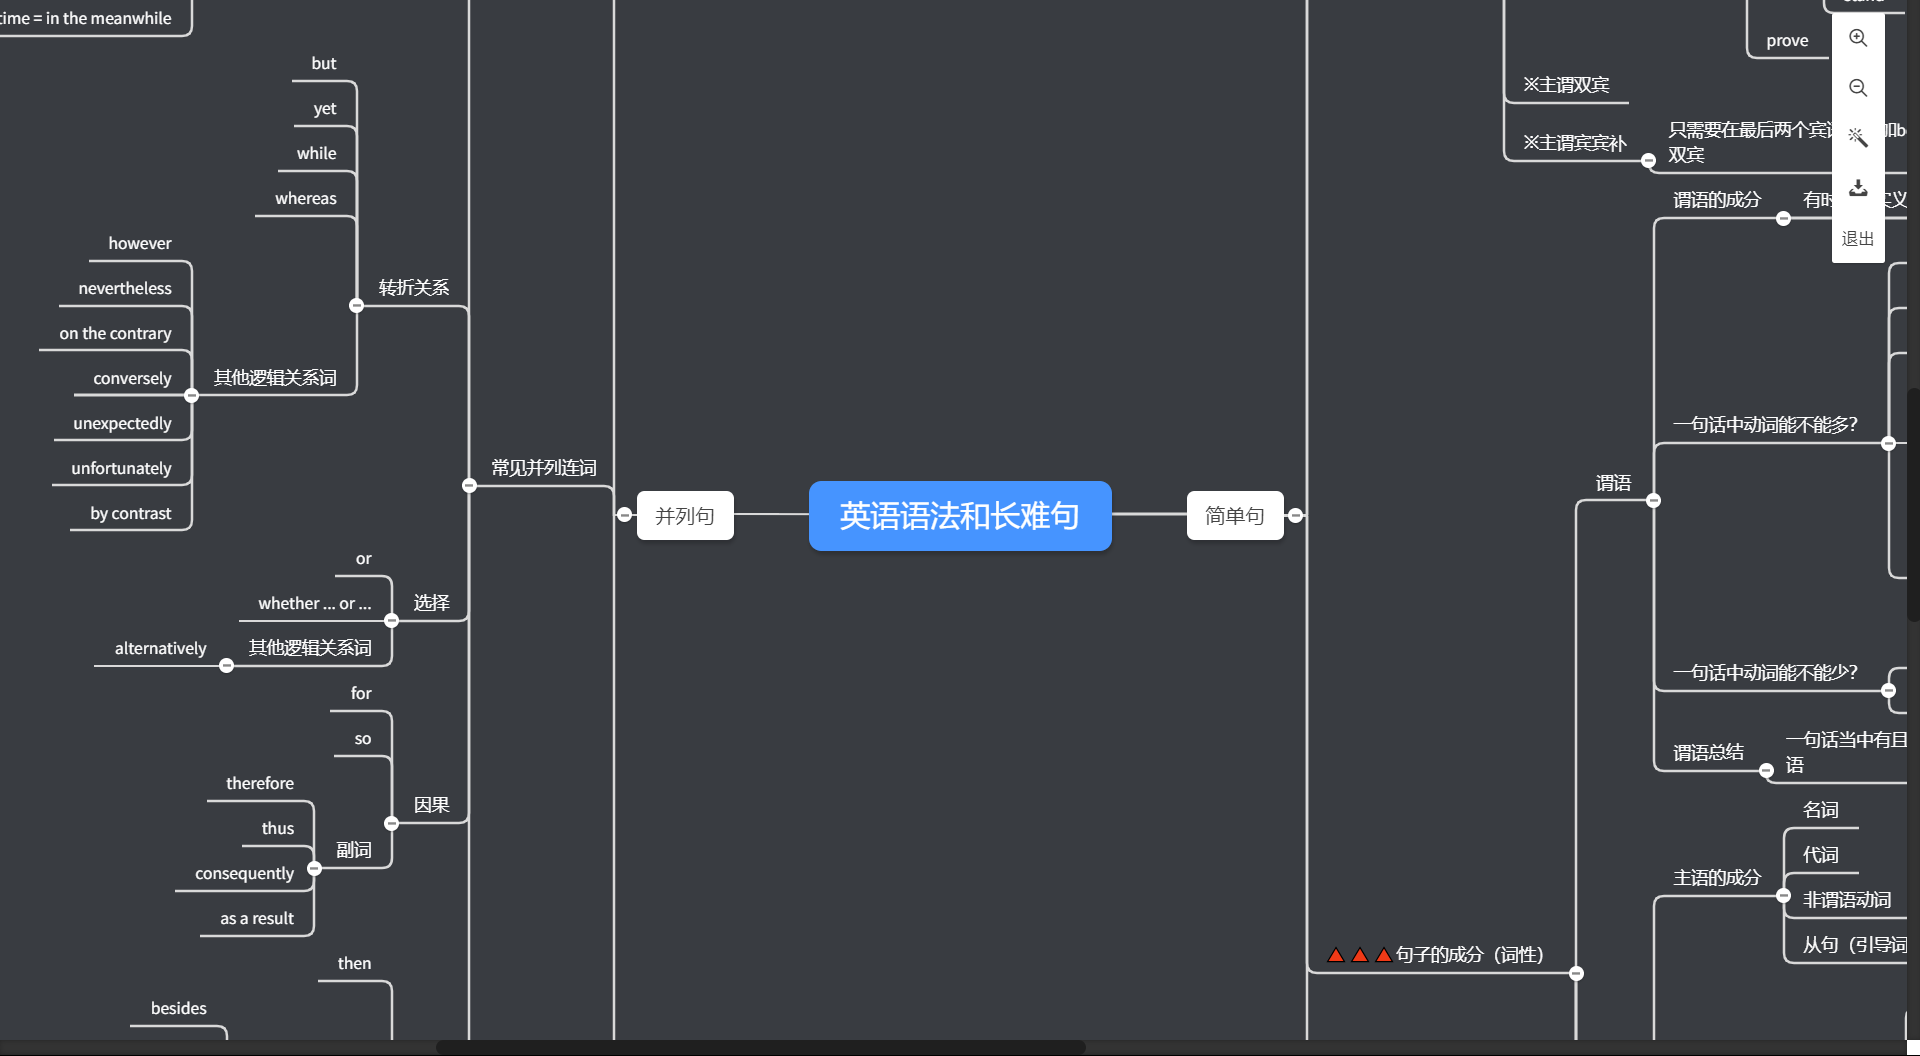 time = in the meanwhile
but
yet
while
whereas
转折关系
however
nevertheless
on the contrary
conversely
unexpectedly
unfortunately
by contrast
其他逻辑关系词
常见并列连词
or
whether ... or ...
选择
alternatively
其他逻辑关系词
for
so
因果
therefore
thus
consequently
as a result
副词
then
besides
并列句
英语语法和长难句
简单句
prove
※主谓双宾
※主谓宾宾补
只需要在最后两个宾
双宾
谓语的成分
有时
退出
谓语
一句话中动词能不能多?
一句话中动词能不能少?
谓语总结
一句话当中有且
语
主语的成分
名词
代词
非谓语动词
从句（引导词
🔺🔺🔺句子的成分（词性）